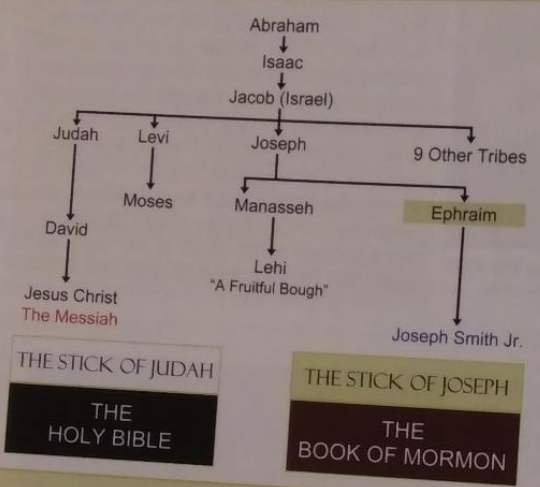 Abraham
Isaac
Jacob (Israel)
Judah
Levi
Joseph
9 Other Tribes
Moses
Manasseh
Ephraim
David
Lehi
"A Fruitful Bough"
Jesus Christ
The Messiah
Joseph Smith Jr.
THE STICK OF JUDAH
THE
HOLY BIBLE
THE STICK OF JOSEPH
THE
BOOK OF MORMON